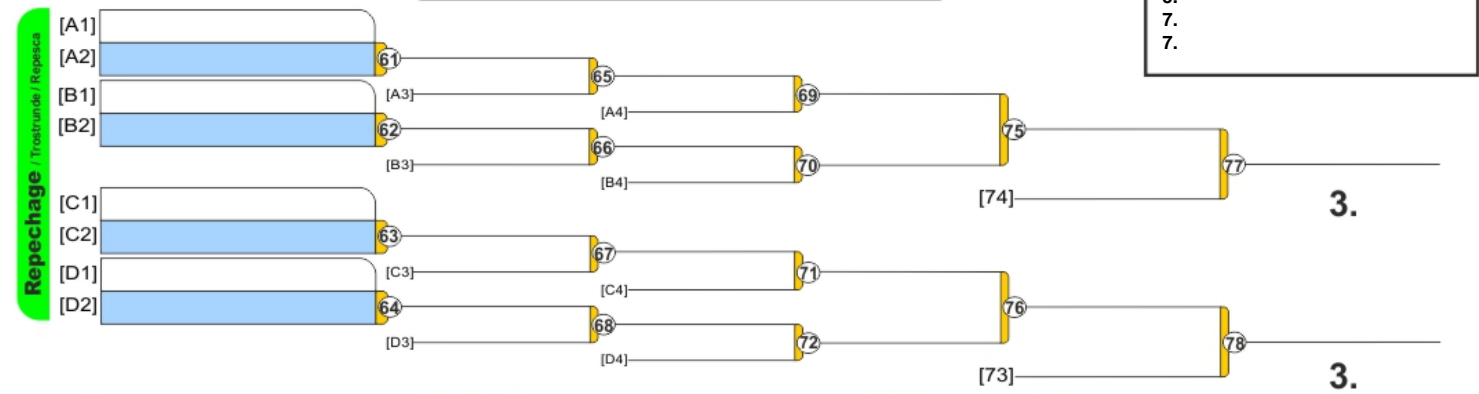 7.
7.
Repechage / Trostrunde / Repesca
[A1]
[A2]
61
[A3]
65
[A4]
69
[B1]
[B2]
62
[B3]
66
[B4]
70
75
[74]
77
3.
[C1]
[C2]
63
[C3]
67
[C4]
71
[D1]
[D2]
64
[D3]
68
[D4]
72
76
[73]
78
3.